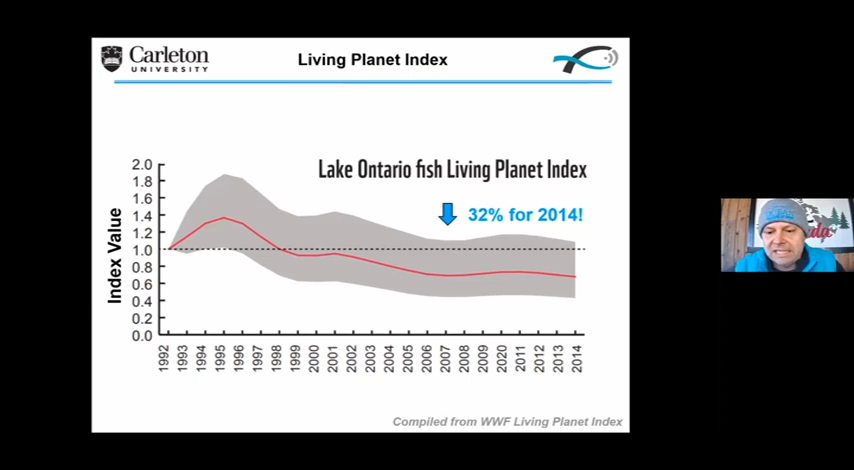 Carleton
UNIVERSITY
Living Planet Index
Lake Ontario fish Living Planet Index
32% for 2014!
Index Value
2.0
1.8
1.6
1.4
1.2
1.0
0.8
0.6
0.4
0.2
0.0
1992 1993 1994 1995 1996 1997 1998 1999 2000 2001 2002 2003 2004 2005 2006 2007 2008 2009 2020 2011 2012 2013 2014
Compiled from WWF Living Planet Index